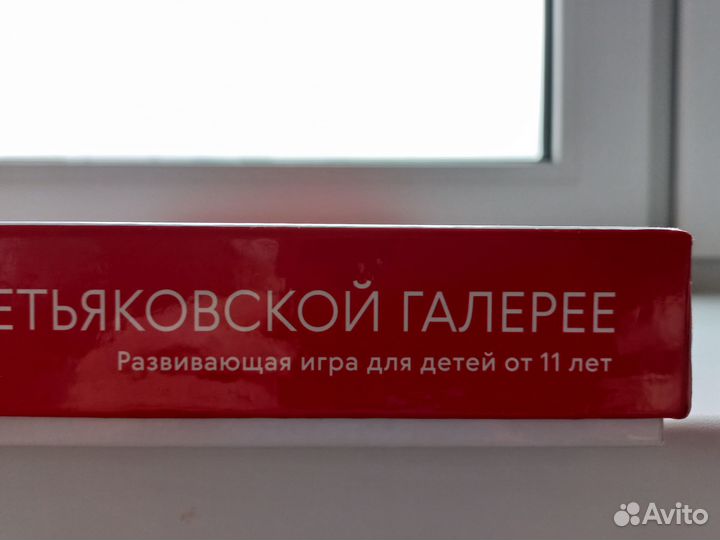 ЕТЬЯКОВСКОЙ ГАЛЕРЕЕ
Развивающая игра для детей от 11 лет
Avito